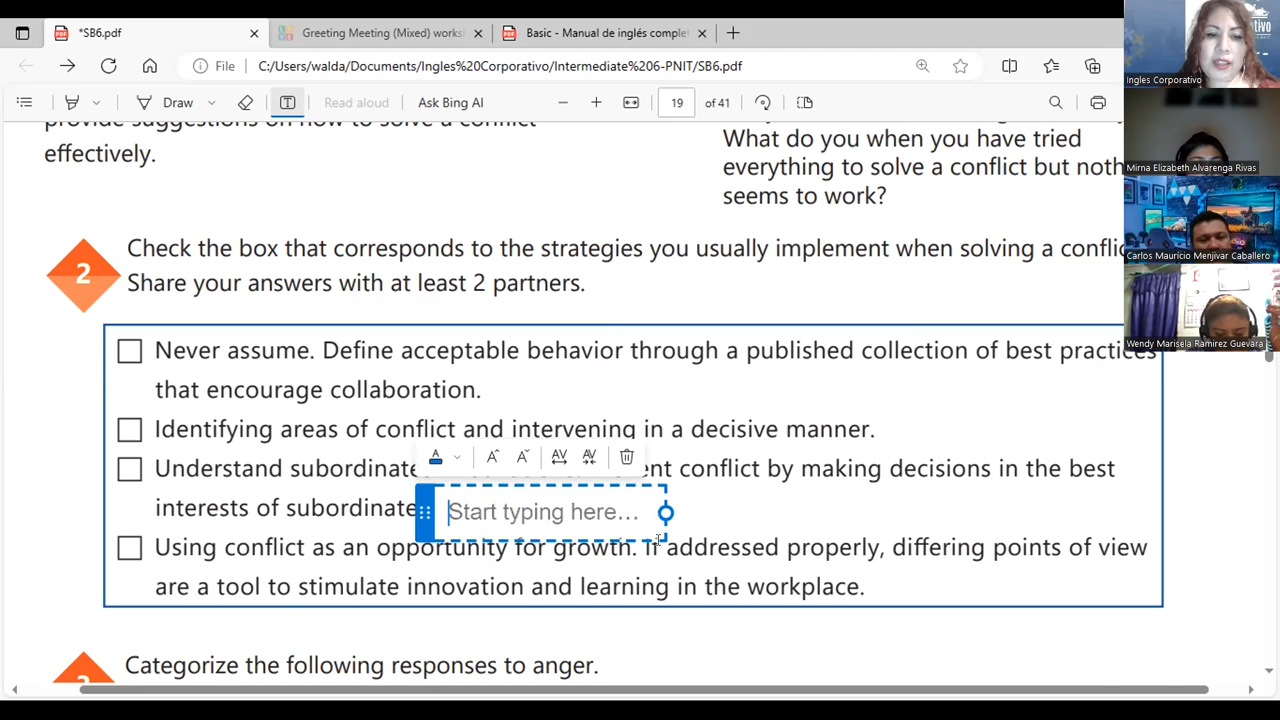 *SB6.pdf
Greeting Meeting (Mixed) worksh
Basic - Manual de inglés complet
File
C:/Users/walda/Documents/Ingles%20Corporativo/Intermediate%206-PNIT/SB6.pdf
Draw
Read aloud
Ask Bing AI
19
of 41
provide suggestions on how to solve a conflict
effectively.
What do you when you have tried
everything to solve a conflict but noth
seems to work?
2
Check the box that corresponds to the strategies you usually implement when solving a conflic
Share your answers with at least 2 partners.
Never assume. Define acceptable behavior through a published collection of best practices
that encourage collaboration.
Identifying areas of conflict and intervening in a decisive manner.
Understand subordinate
ent conflict by making decisions in the best
interests of subordinate
Start typing here...
Using conflict as an opportunity for growth. If addressed properly, differing points of view
are a tool to stimulate innovation and learning in the workplace.
Categorize the following responses to anger.
Ingles Corporativo
Mirna Elizabeth Alvarenga Rivas
Carlos Mauricio Menjivar Caballero
Wendy Marisela Ramirez Guevara